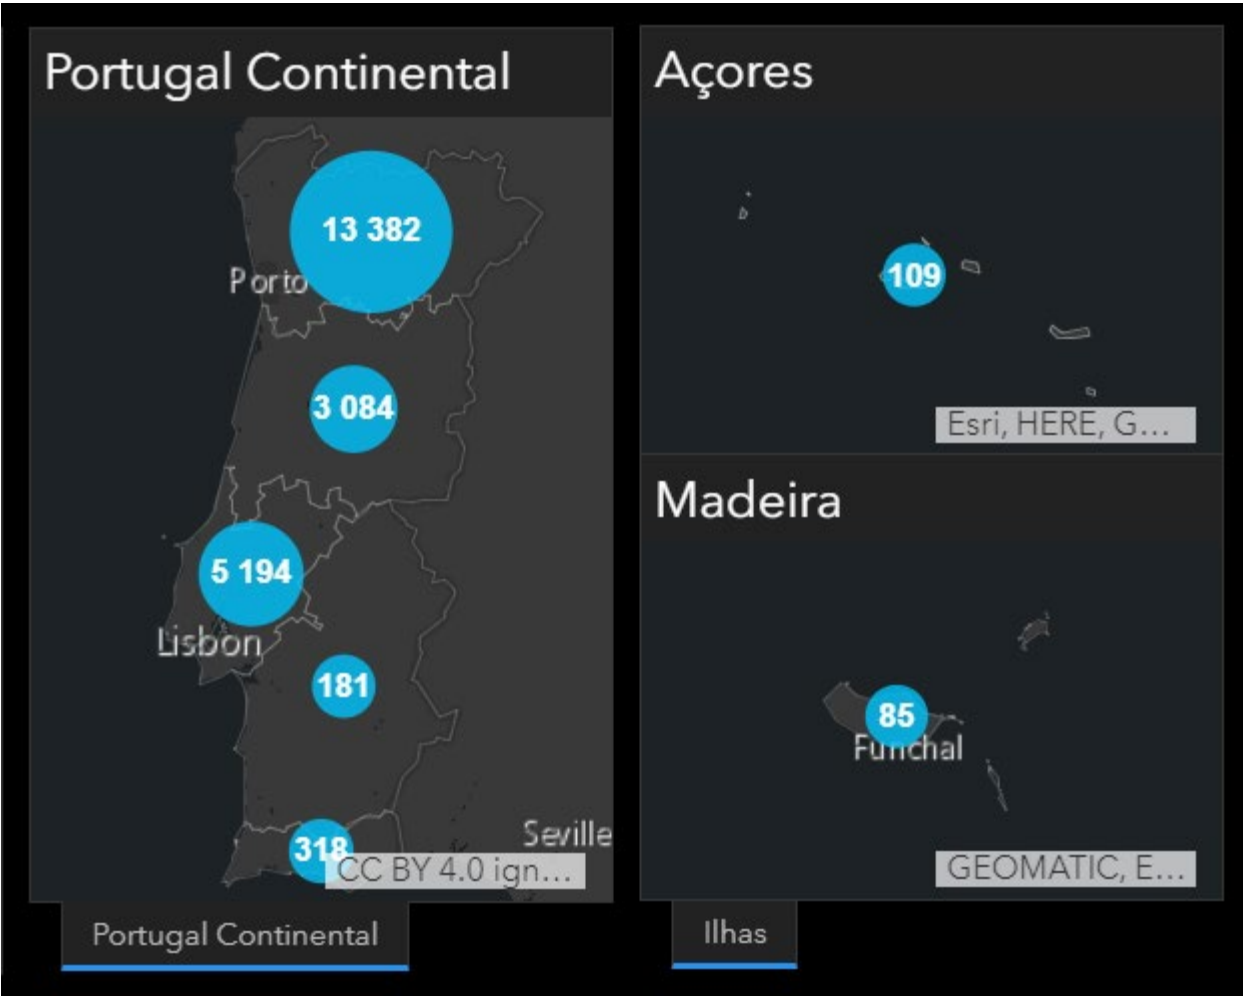 Portugal Continental
13 382
Porto
3 084
5 194
Lisbon
181
Seville
318
CC BY 4.0 ign...
Portugal Continental
Açores
109
Esri, HERE, G...
Madeira
85
Funchal
GEOMATIC, E...
Ilhas